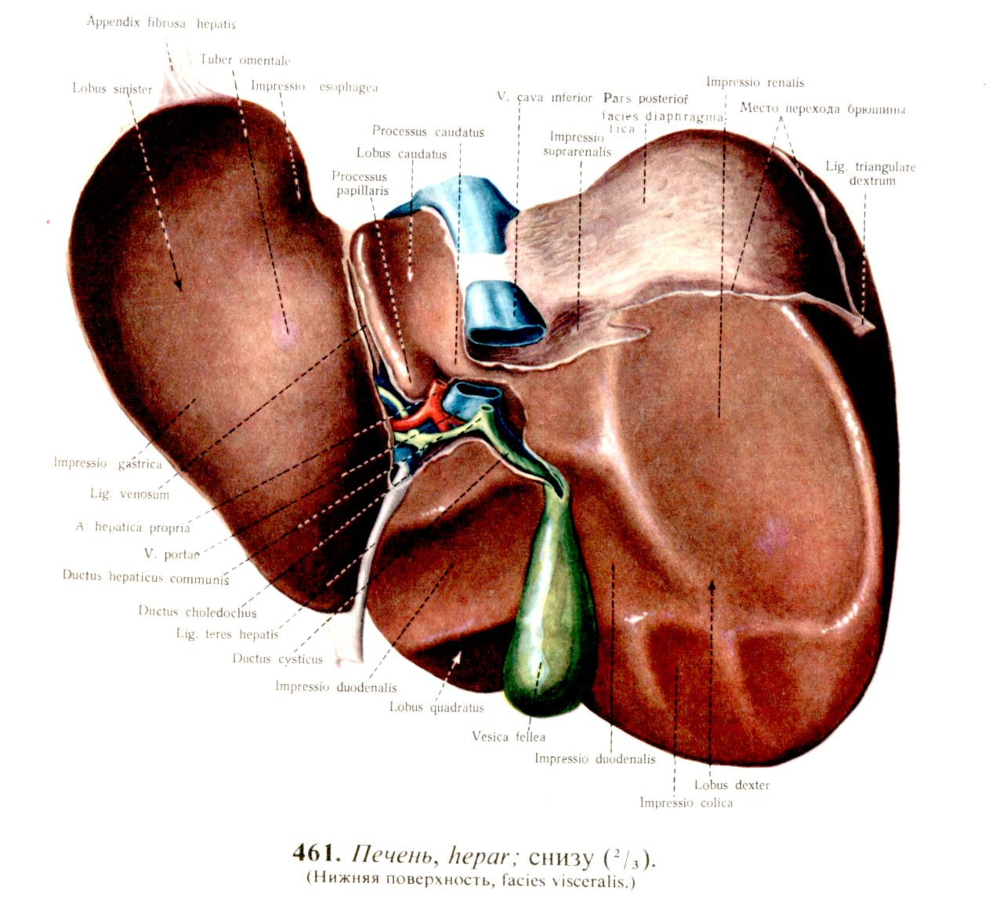 Appendix fibrosa hepatis
Tuber omentale
Lobus sinister
Impressio esophagea
Impressio renalis
V. cava inferior
Pars posterior
facies diaphragma-
tica
Место перехода брюшины
Processus caudatus
Impressio
suprarenalis
Lobus caudatus
Lig. triangulare
dextrum
Processus
papillaris
Impressio gastrica
Lig. venosum
A hepatica propria
V. portae
Ductus hepaticus communis
Ductus choledochus
Lig. teres hepatis
Ductus cysticus
Impressio duodenalis
Lobus quadratus
Vesica fellea
Impressio duodenalis
Lobus dexter
Impressio colica
461. Печень, hepar; снизу (2/3).
(Нижняя поверхность, facies visceralis.)